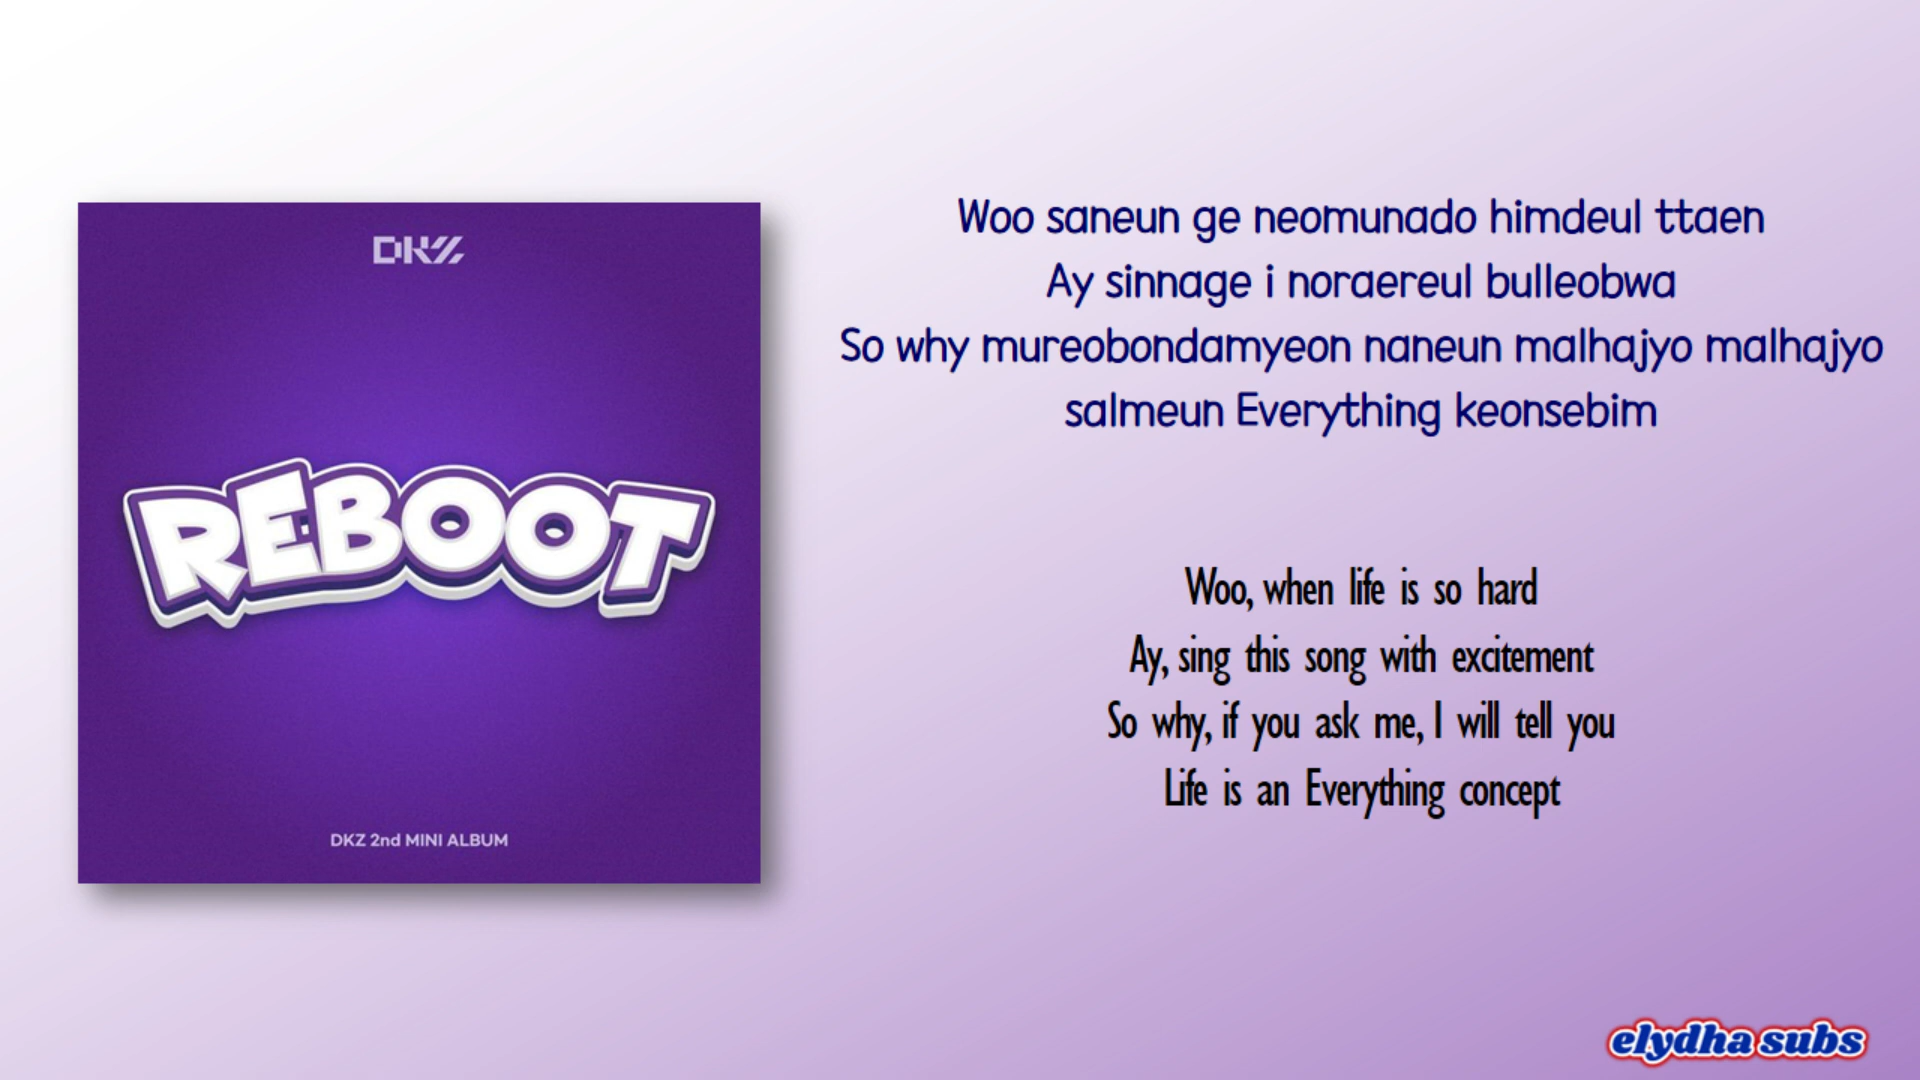 DKZ
REBOOT
DKZ 2nd MINI ALBUM
Woo saneun ge neomunado himdeul ttaen
Ay sinnage i noraereul bulleobwa
So why mureobondamyeon naneun malhajyo malhajyo
salmeun Everything keonsebim
Woo, when life is so hard
Ay, sing this song with excitement
So why, if you ask me, I will tell you
Life is an Everything concept
elydha subs